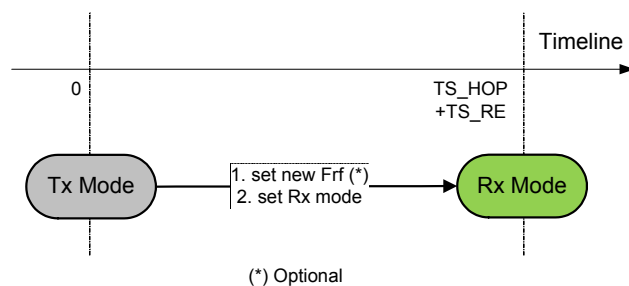 Timeline
0
TS_HOP
+TS_RE
Tx Mode
1. set new Frf (*)
2. set Rx mode
Rx Mode
(*) Optional